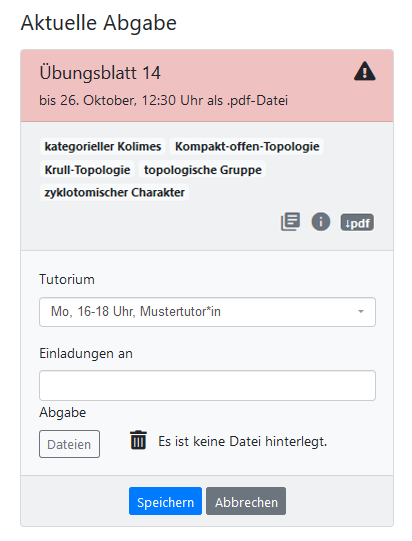 Aktuelle Abgabe
Übungsblatt 14
bis 26. Oktober, 12:30 Uhr als .pdf-Datei
kategorieller Kolimes Kompakt-offen-Topologie
Krull-Topologie topologische Gruppe
zyklotomischer Charakter
↓pdf
Tutorium
Mo, 16-18 Uhr, Mustertutor*in
Einladungen an
Abgabe
Dateien Es ist keine Datei hinterlegt.
Speichern Abbrechen